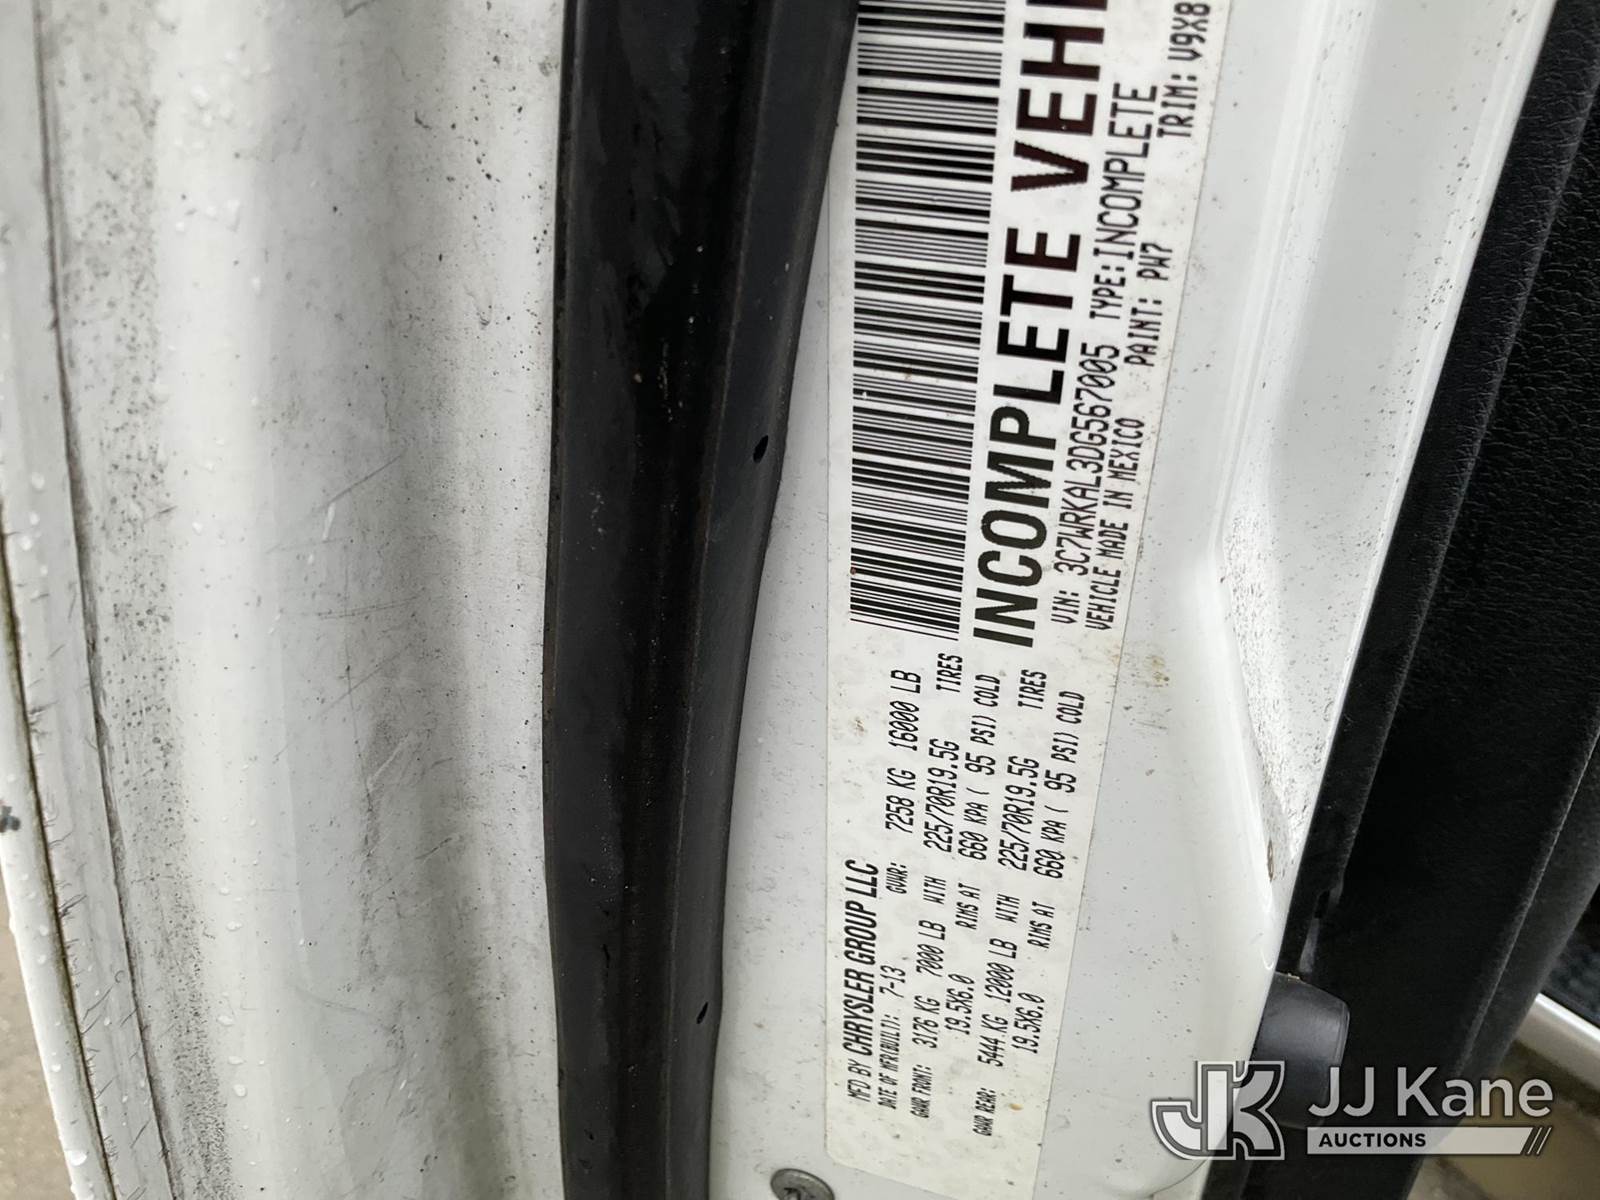 MFD BY CHRYSLER GROUP LLC
DATE OF MFR(BUILT): 7-13 GVWR: 7258 KG 16000 LB
GAWR FRONT: 3176 KG 7000 LB WITH 225/70R19.5G TIRES
19.5X6.0 RIMS AT 660 KPA( 95 PSI) COLD
GAWR REAR: 5444 KG 12000 LB WITH 225/70R19.5G TIRES
19.5X6.0 RIMS AT 660 KPA( 95 PSI) COLD
INCOMPLETE VEHI
VIN: 3C7WRKAL3DG567005 TYPE:INCOMPLETE
VEHICLE MADE IN MEXICO PAINT: PW7 TRIM: V9X8
JK JJ Kane
AUCTIONS